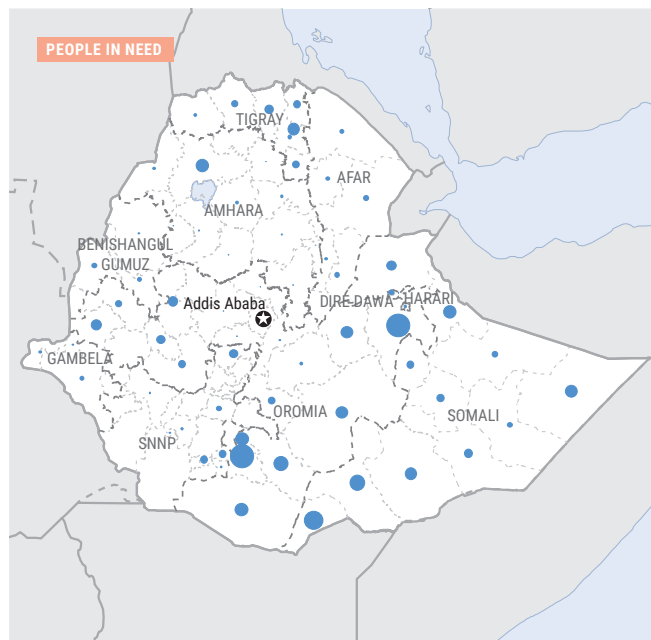 PEOPLE IN NEED
TIGRAY
AFAR
AMHARA
BENISHANGUL
GUMUZ
Addis Ababa
DIRE DAWA
HARARI
GAMBELA
OROMIA
SOMALI
SNNP